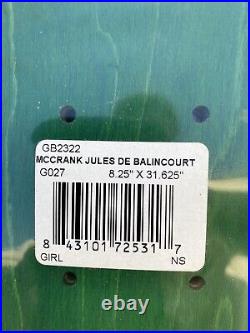 GB2322
MCCRANK JULES DE BALINCOURT
G027 8.25" X 31.625"
8 43101 72531 7
GIRL NS